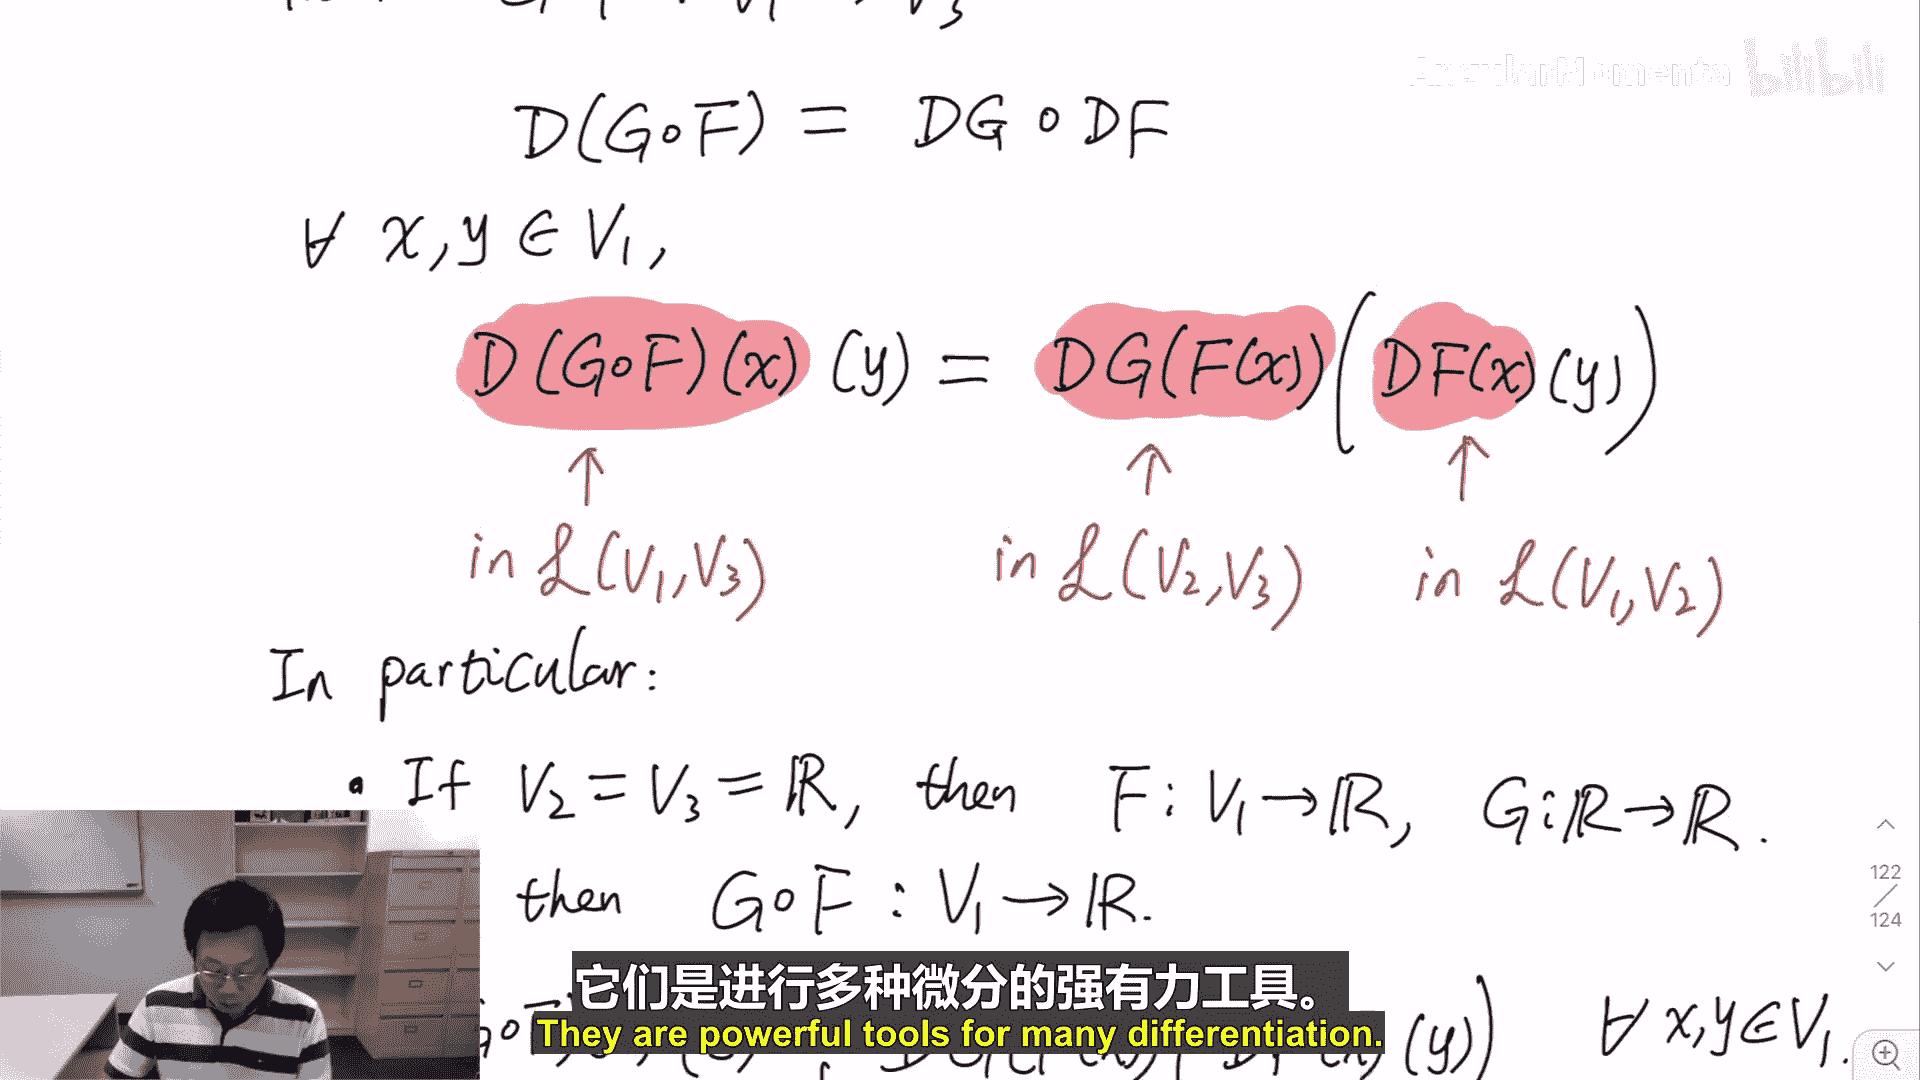 bilibili
D(G∘F) = DG ∘ DF
∀ x, y ∈ V₁,
D(G∘F)(x)(y) = DG(F(x))(DF(x)(y))
↑ ↑ ↑
in ℒ(V₁,V₃) in ℒ(V₂,V₃) in ℒ(V₁,V₂)
In particular:
• If V₂ = V₃ = ℝ, then F: V₁→ℝ, G: ℝ→ℝ.
then G∘F : V₁ → ℝ.
122
/
124
它们是进行多种微分的强有力工具。
They are powerful tools for many differentiation.
(y)) ∀ x, y ∈ V₁.